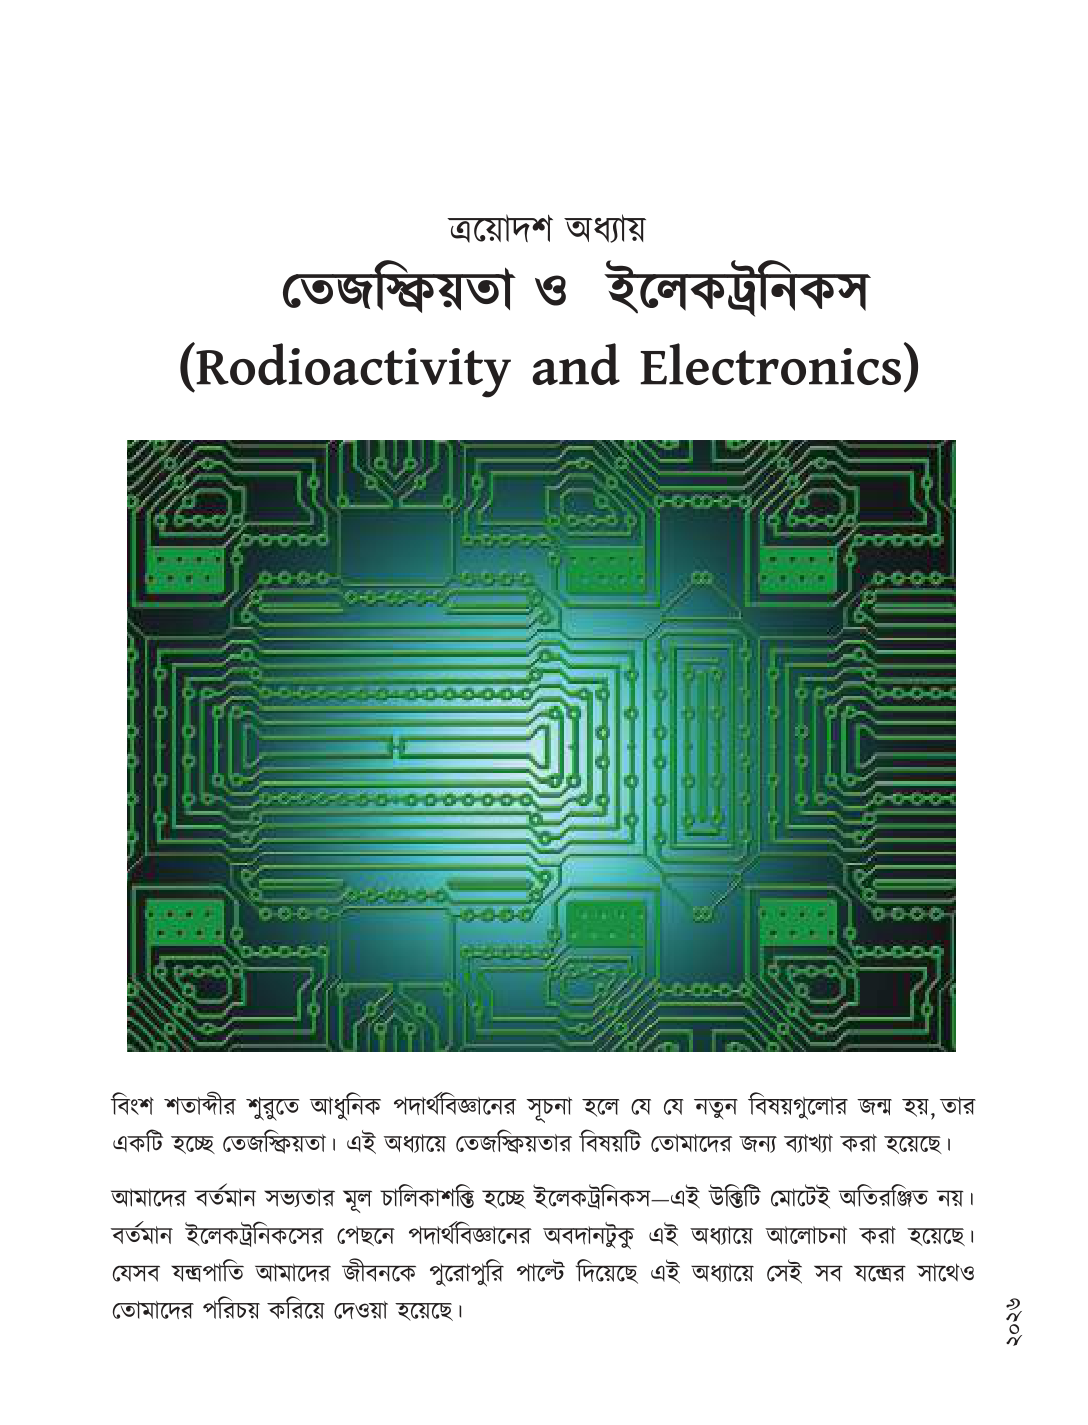 ত্রয়োদশ অধ্যায়
তেজস্ক্রিয়তা ও ইলেকট্রনিকস
(Rodioactivity and Electronics)
বিংশ শতাব্দীর শুরুতে আধুনিক পদার্থবিজ্ঞানের সূচনা হলে যে যে নতুন বিষয়গুলোর জন্ম হয়, তার
একটি হচ্ছে তেজস্ক্রিয়তা। এই অধ্যায়ে তেজস্ক্রিয়তার বিষয়টি তোমাদের জন্য ব্যাখ্যা করা হয়েছে।
আমাদের বর্তমান সভ্যতার মূল চালিকাশক্তি হচ্ছে ইলেকট্রনিকস—এই উক্তিটি মোটেই অতিরঞ্জিত নয়।
বর্তমান ইলেকট্রনিকসের পেছনে পদার্থবিজ্ঞানের অবদানটুকু এই অধ্যায়ে আলোচনা করা হয়েছে।
যেসব যন্ত্রপাতি আমাদের জীবনকে পুরোপুরি পাল্টে দিয়েছে এই অধ্যায়ে সেই সব যন্ত্রের সাথেও
তোমাদের পরিচয় করিয়ে দেওয়া হয়েছে।
২০২৬